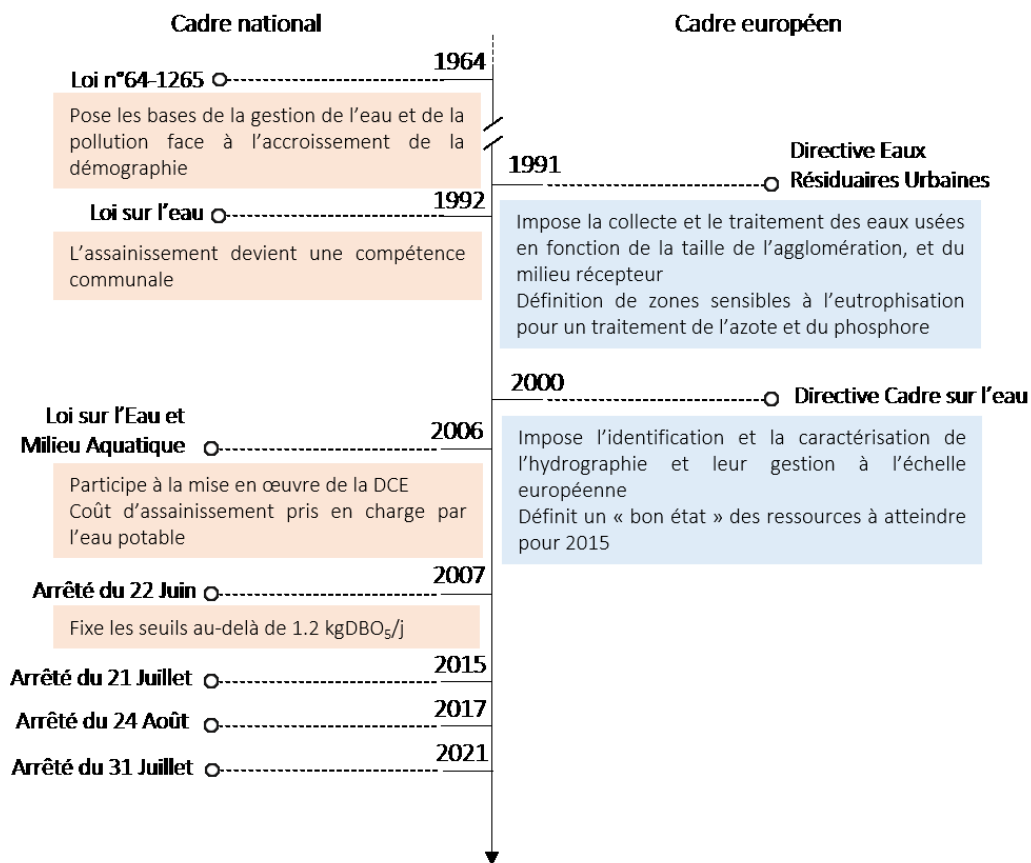 Cadre national
Cadre européen
1964
Loi n°64-1265
Pose les bases de la gestion de l'eau et de la
pollution face à l'accroissement de la
démographie
1991
Directive Eaux
Résiduaires Urbaines
Impose la collecte et le traitement des eaux usées
en fonction de la taille de l'agglomération, et du
milieu récepteur
Définition de zones sensibles à l'eutrophisation
pour un traitement de l'azote et du phosphore
1992
Loi sur l'eau
L'assainissement devient une compétence
communale
2000
Directive Cadre sur l'eau
Impose l'identification et la caractérisation de
l'hydrographie et leur gestion à l'échelle
européenne
Définit un « bon état » des ressources à atteindre
pour 2015
Loi sur l'Eau et
Milieu Aquatique
2006
Participe à la mise en œuvre de la DCE
Coût d'assainissement pris en charge par
l'eau potable
2007
Arrêté du 22 Juin
Fixe les seuils au-delà de 1.2 kgDBO₅/j
2015
Arrêté du 21 Juillet
2017
Arrêté du 24 Août
2021
Arrêté du 31 Juillet